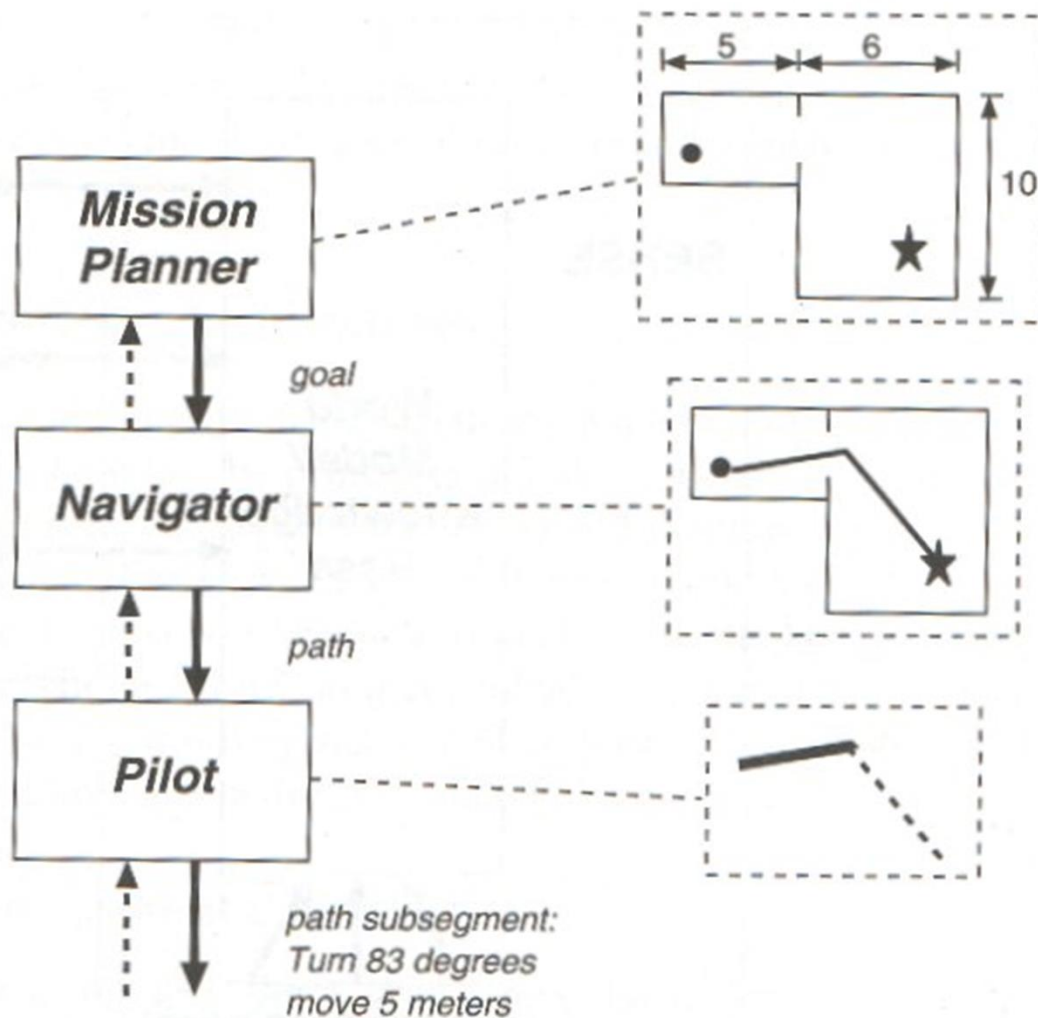 5
6
10
Mission
Planner
goal
Navigator
path
Pilot
path subsegment:
Turn 83 degrees
move 5 meters